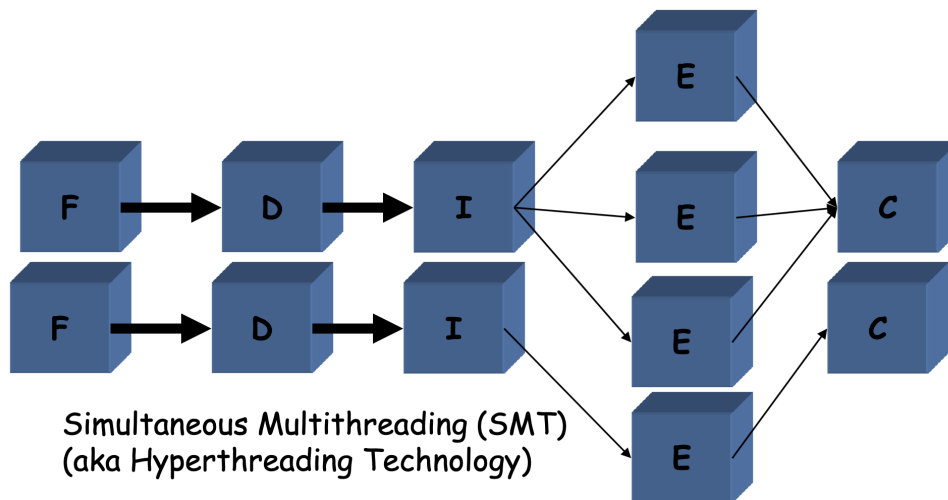 E
F D I E C
F D I E C
E
Simultaneous Multithreading (SMT)
(aka Hyperthreading Technology)